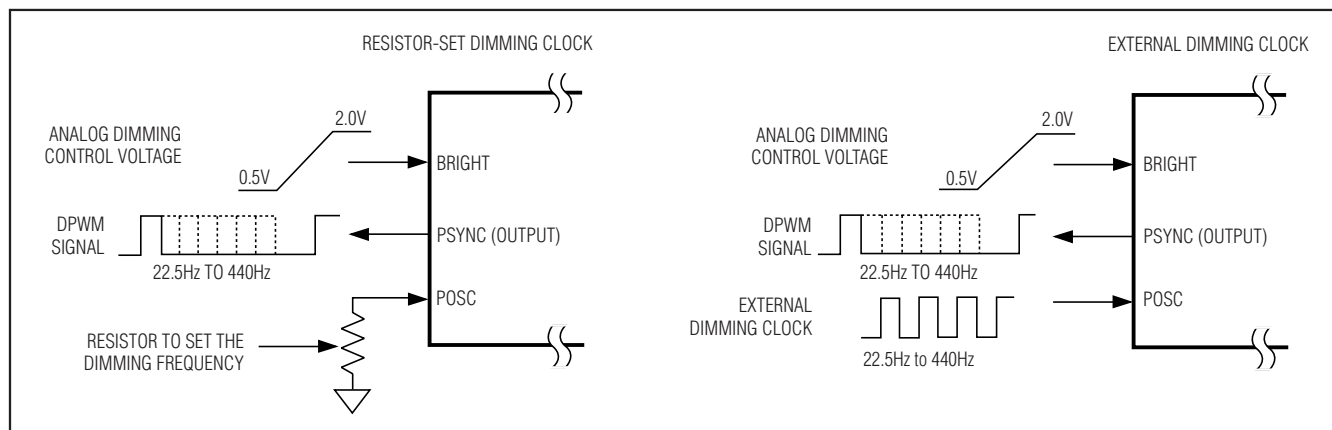 RESISTOR-SET DIMMING CLOCK
ANALOG DIMMING
CONTROL VOLTAGE
2.0V
0.5V
BRIGHT
DPWM
SIGNAL
PSYNC (OUTPUT)
22.5Hz TO 440Hz
POSC
RESISTOR TO SET THE
DIMMING FREQUENCY
EXTERNAL DIMMING CLOCK
ANALOG DIMMING
CONTROL VOLTAGE
2.0V
0.5V
BRIGHT
DPWM
SIGNAL
PSYNC (OUTPUT)
22.5Hz TO 440Hz
EXTERNAL
DIMMING CLOCK
POSC
22.5Hz to 440Hz